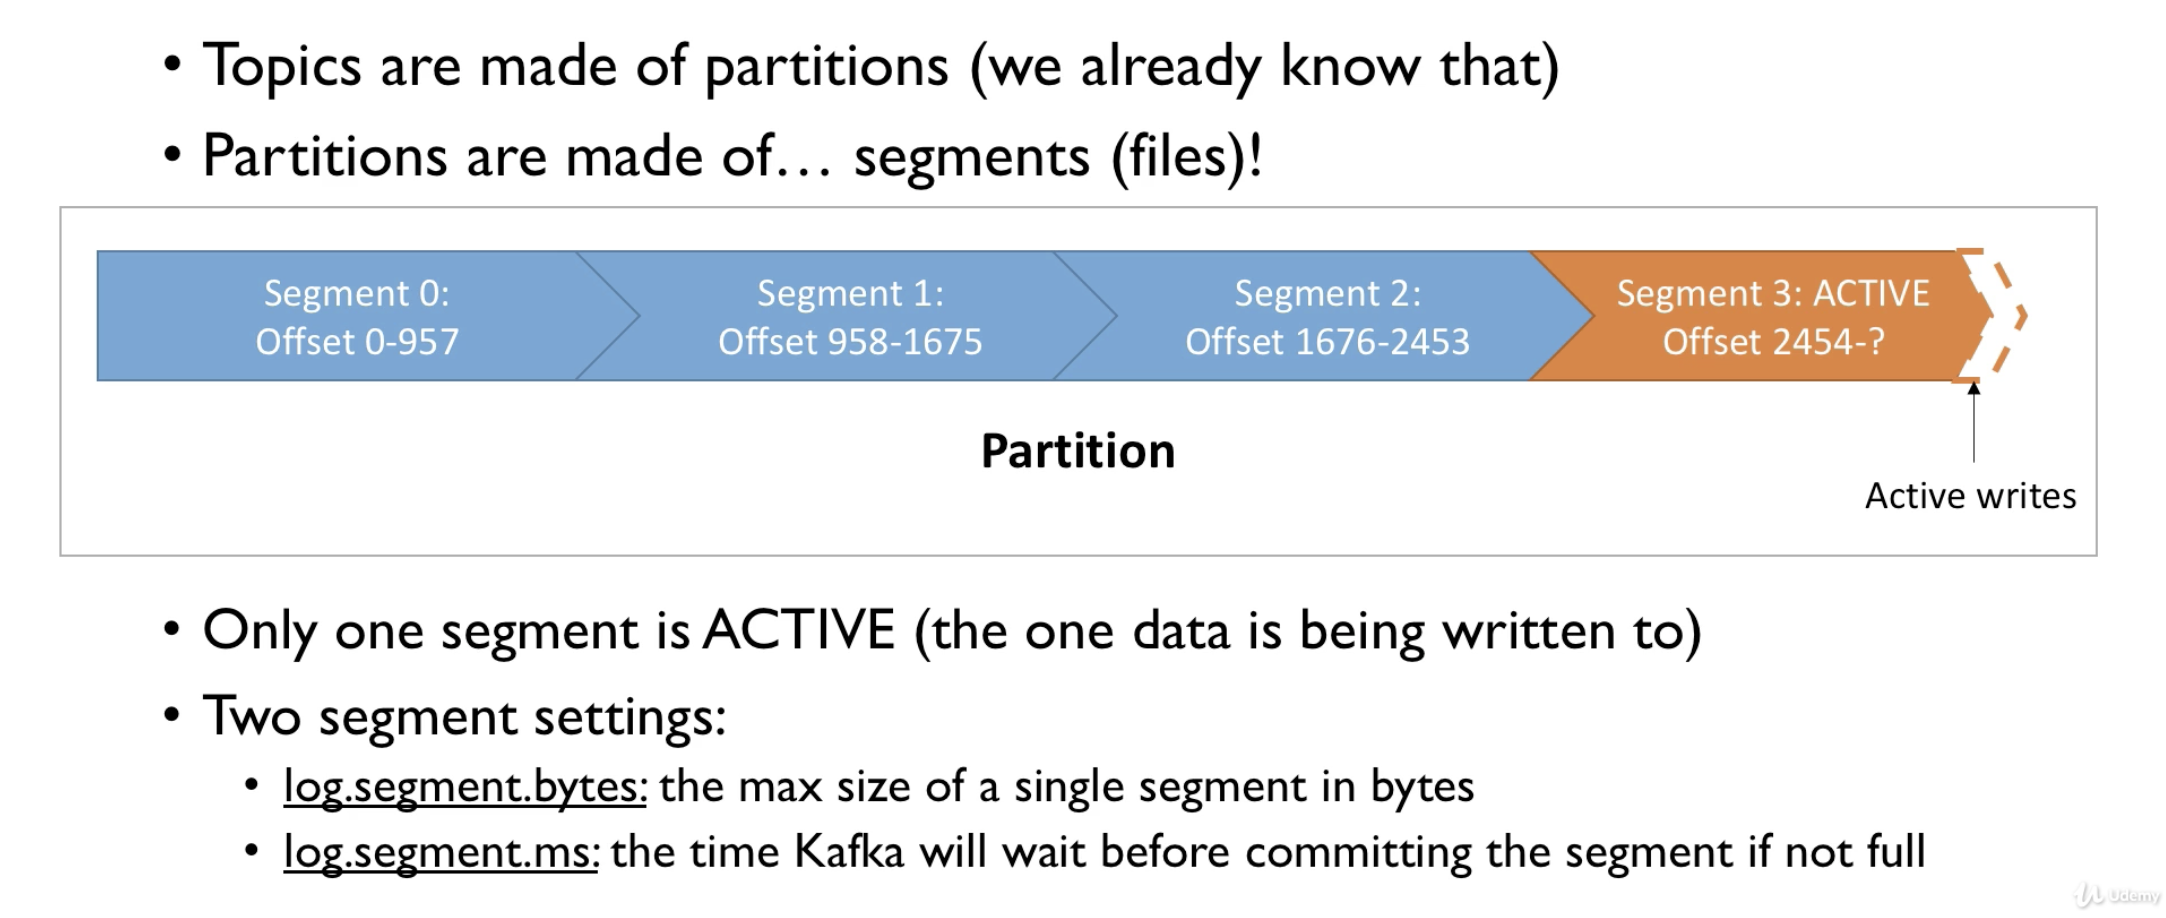 • Topics are made of partitions (we already know that)
• Partitions are made of… segments (files)!
Segment 0:
Offset 0-957
Segment 1:
Offset 958-1675
Segment 2:
Offset 1676-2453
Segment 3: ACTIVE
Offset 2454-?
Partition
Active writes
• Only one segment is ACTIVE (the one data is being written to)
• Two segment settings:
• log.segment.bytes: the max size of a single segment in bytes
• log.segment.ms: the time Kafka will wait before committing the segment if not full
Udemy